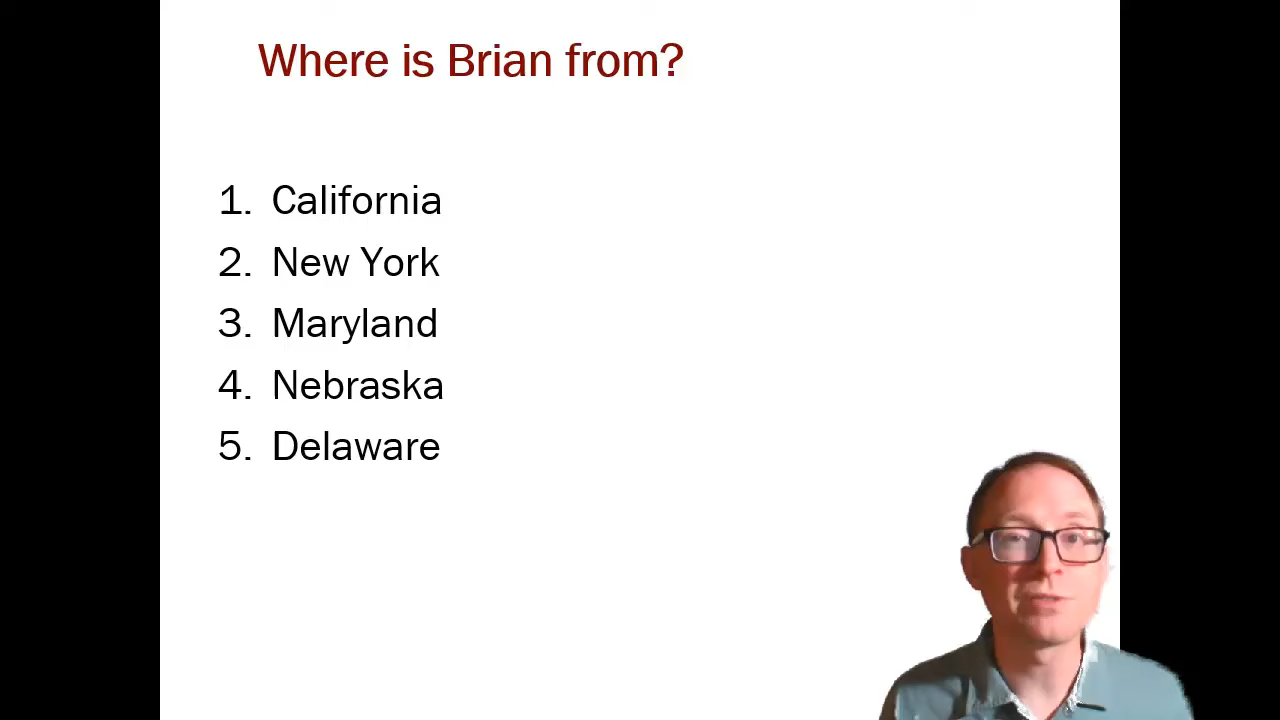 Where is Brian from?
1. California
2. New York
3. Maryland
4. Nebraska
5. Delaware